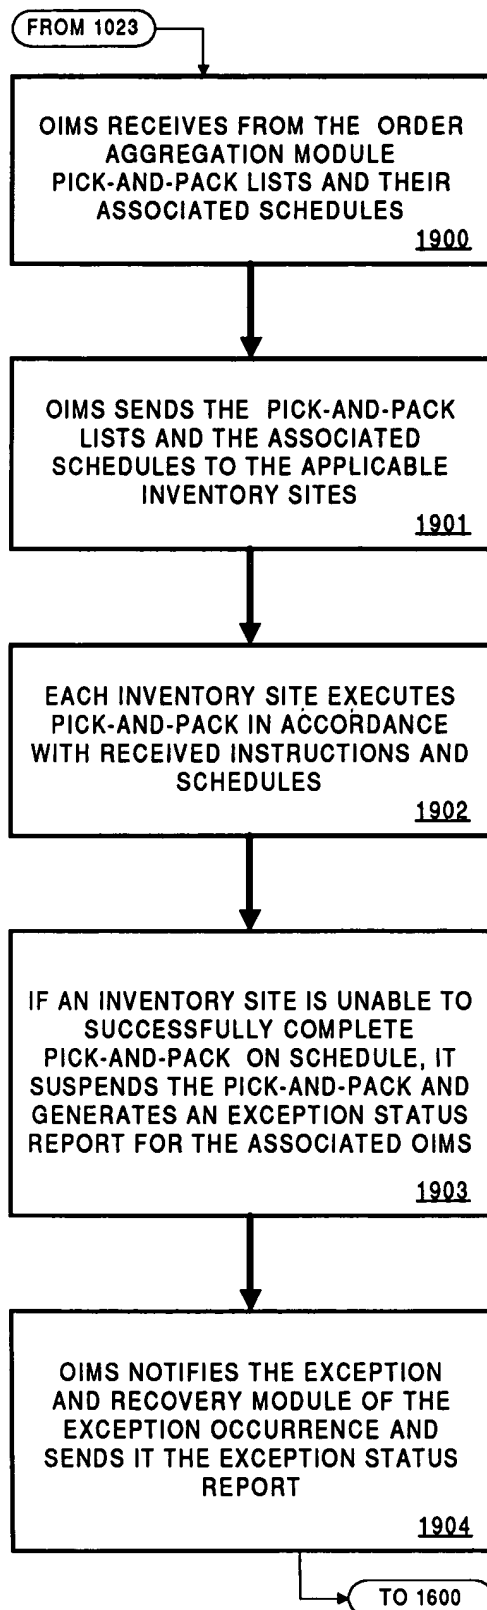 FROM 1023
OIMS RECEIVES FROM THE ORDER
AGGREGATION MODULE
PICK-AND-PACK LISTS AND THEIR
ASSOCIATED SCHEDULES
1900
OIMS SENDS THE PICK-AND-PACK
LISTS AND THE ASSOCIATED
SCHEDULES TO THE APPLICABLE
INVENTORY SITES
1901
EACH INVENTORY SITE EXECUTES
PICK-AND-PACK IN ACCORDANCE
WITH RECEIVED INSTRUCTIONS AND
SCHEDULES
1902
IF AN INVENTORY SITE IS UNABLE TO
SUCCESSFULLY COMPLETE
PICK-AND-PACK ON SCHEDULE, IT
SUSPENDS THE PICK-AND-PACK AND
GENERATES AN EXCEPTION STATUS
REPORT FOR THE ASSOCIATED OIMS
1903
OIMS NOTIFIES THE EXCEPTION
AND RECOVERY MODULE OF THE
EXCEPTION OCCURRENCE AND
SENDS IT THE EXCEPTION STATUS
REPORT
1904
TO 1600